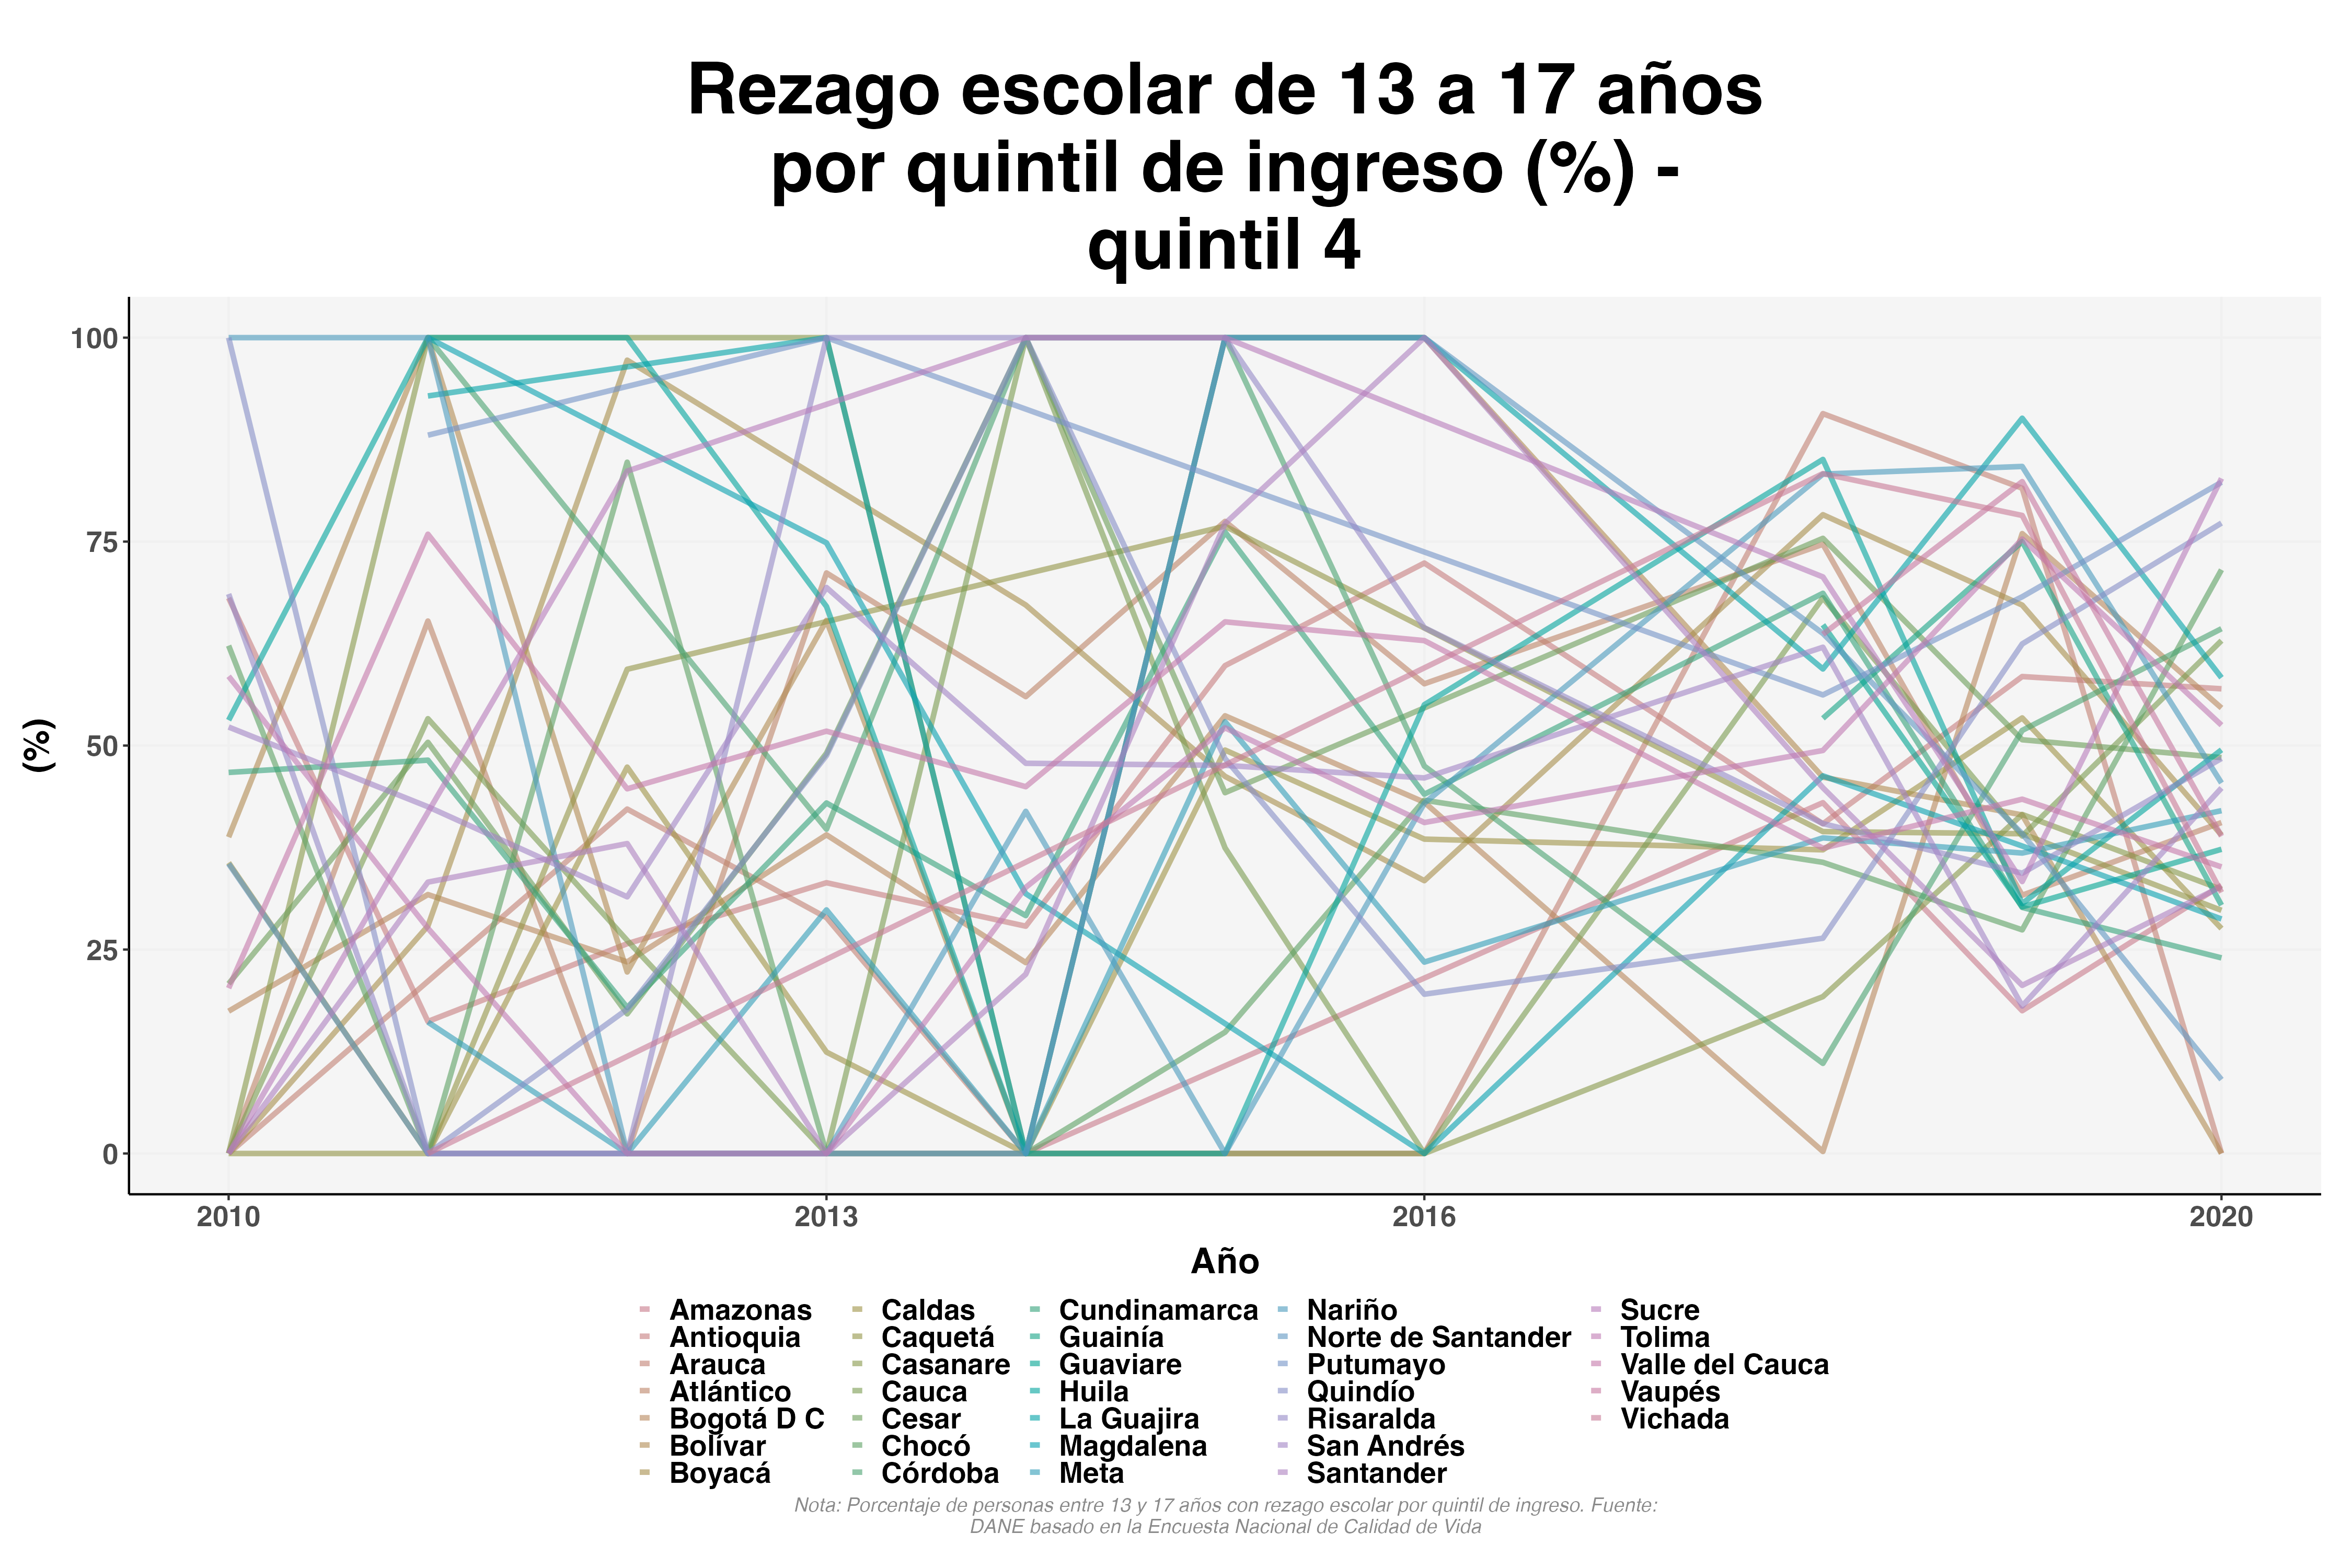 Rezago escolar de 13 a 17 años
por quintil de ingreso (%) -
quintil 4
100
75
50
25
0
(%)
2010 2013 2016 2020
Año
Amazonas Caldas Cundinamarca Nariño Sucre
Antioquia Caquetá Guainía Norte de Santander Tolima
Arauca Casanare Guaviare Putumayo Valle del Cauca
Atlántico Cauca Huila Quindío Vaupés
Bogotá D C Cesar La Guajira Risaralda Vichada
Bolívar Chocó Magdalena San Andrés
Boyacá Córdoba Meta Santander
Nota: Porcentaje de personas entre 13 y 17 años con rezago escolar por quintil de ingreso. Fuente:
DANE basado en la Encuesta Nacional de Calidad de Vida